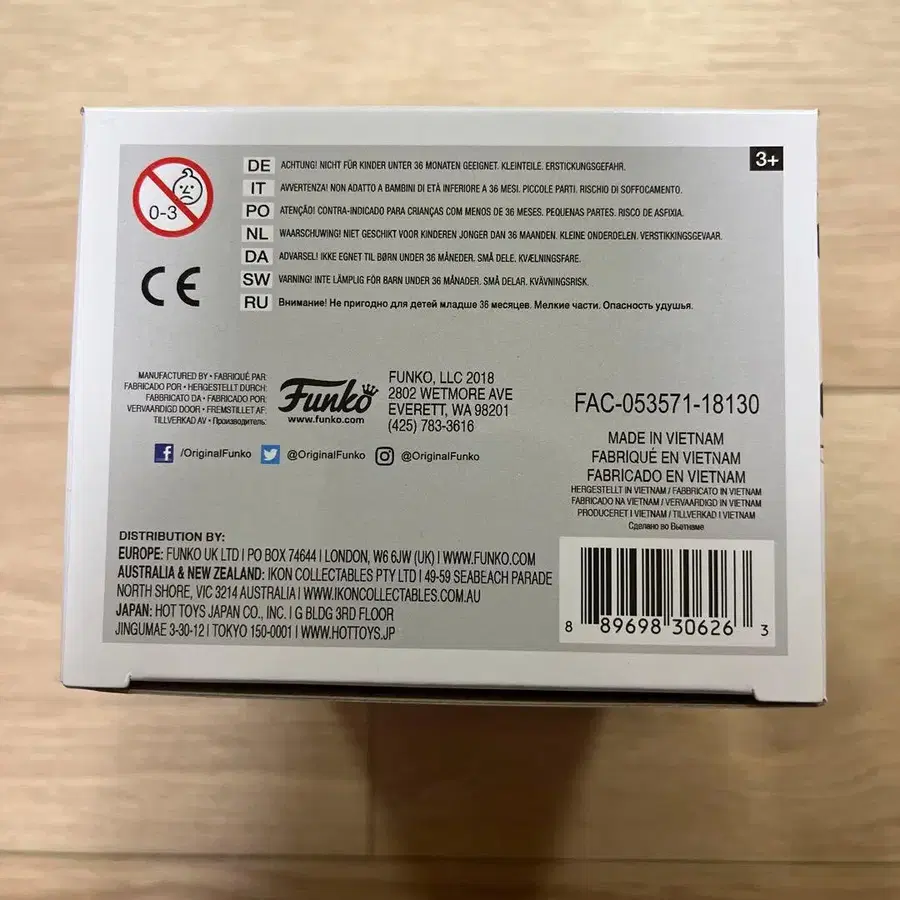 3+
0-3
DE ACHTUNG! NICHT FÜR KINDER UNTER 36 MONATEN GEEIGNET. KLEINTEILE. ERSTICKUNGSGEFAHR.
IT AVVERTENZA! NON ADATTO A BAMBINI DI ETÀ INFERIORE A 36 MESI. PICCOLE PARTI. RISCHIO DI SOFFOCAMENTO.
PO ATENÇÃO! CONTRA-INDICADO PARA CRIANÇAS COM MENOS DE 36 MESES. PEQUENAS PARTES. RISCO DE ASFIXIA.
NL WAARSCHUWING! NIET GESCHIKT VOOR KINDEREN JONGER DAN 36 MAANDEN. KLEINE ONDERDELEN. VERSTIKKINGSGEVAAR.
DA ADVARSEL! IKKE EGNET TIL BØRN UNDER 36 MÅNEDER. SMÅ DELE. KVÆLNINGSFARE.
SW VARNING! INTE LÄMPLIG FÖR BARN UNDER 36 MÅNADER. SMÅ DELAR. KVÄVNINGSRISK.
RU Внимание! Не пригодно для детей младше 36 месяцев. Мелкие части. Опасность удушья.
CE
MANUFACTURED BY • FABRIQUÉ PAR
FABRICADO POR • HERGESTELLT DURCH:
FABBRICATO DA • FABRICADO POR:
VERVAARDIGD DOOR • FREMSTILLET AF:
TILLVERKAD AV • Производитель:
Funko
www.funko.com
FUNKO, LLC 2018
2802 WETMORE AVE
EVERETT, WA 98201
(425) 783-3616
f /OriginalFunko @OriginalFunko @OriginalFunko
FAC-053571-18130
MADE IN VIETNAM
FABRIQUÉ EN VIETNAM
FABRICADO EN VIETNAM
HERGESTELLT IN VIETNAM / FABBRICATO IN VIETNAM
FABRICADO NA VIETNAM / VERVAARDIGD IN VIETNAM
PRODUCERET I VIETNAM / TILLVERKAD I VIETNAM
Сделано во Вьетнаме
DISTRIBUTION BY:
EUROPE: FUNKO UK LTD I PO BOX 74644 I LONDON, W6 6JW (UK) I WWW.FUNKO.COM
AUSTRALIA & NEW ZEALAND: IKON COLLECTABLES PTY LTD I 49-59 SEABEACH PARADE
NORTH SHORE, VIC 3214 AUSTRALIA I WWW.IKONCOLLECTABLES.COM.AU
JAPAN: HOT TOYS JAPAN CO., INC. I G BLDG 3RD FLOOR
JINGUMAE 3-30-12 I TOKYO 150-0001 I WWW.HOTTOYS.JP
8 89698 30626 3